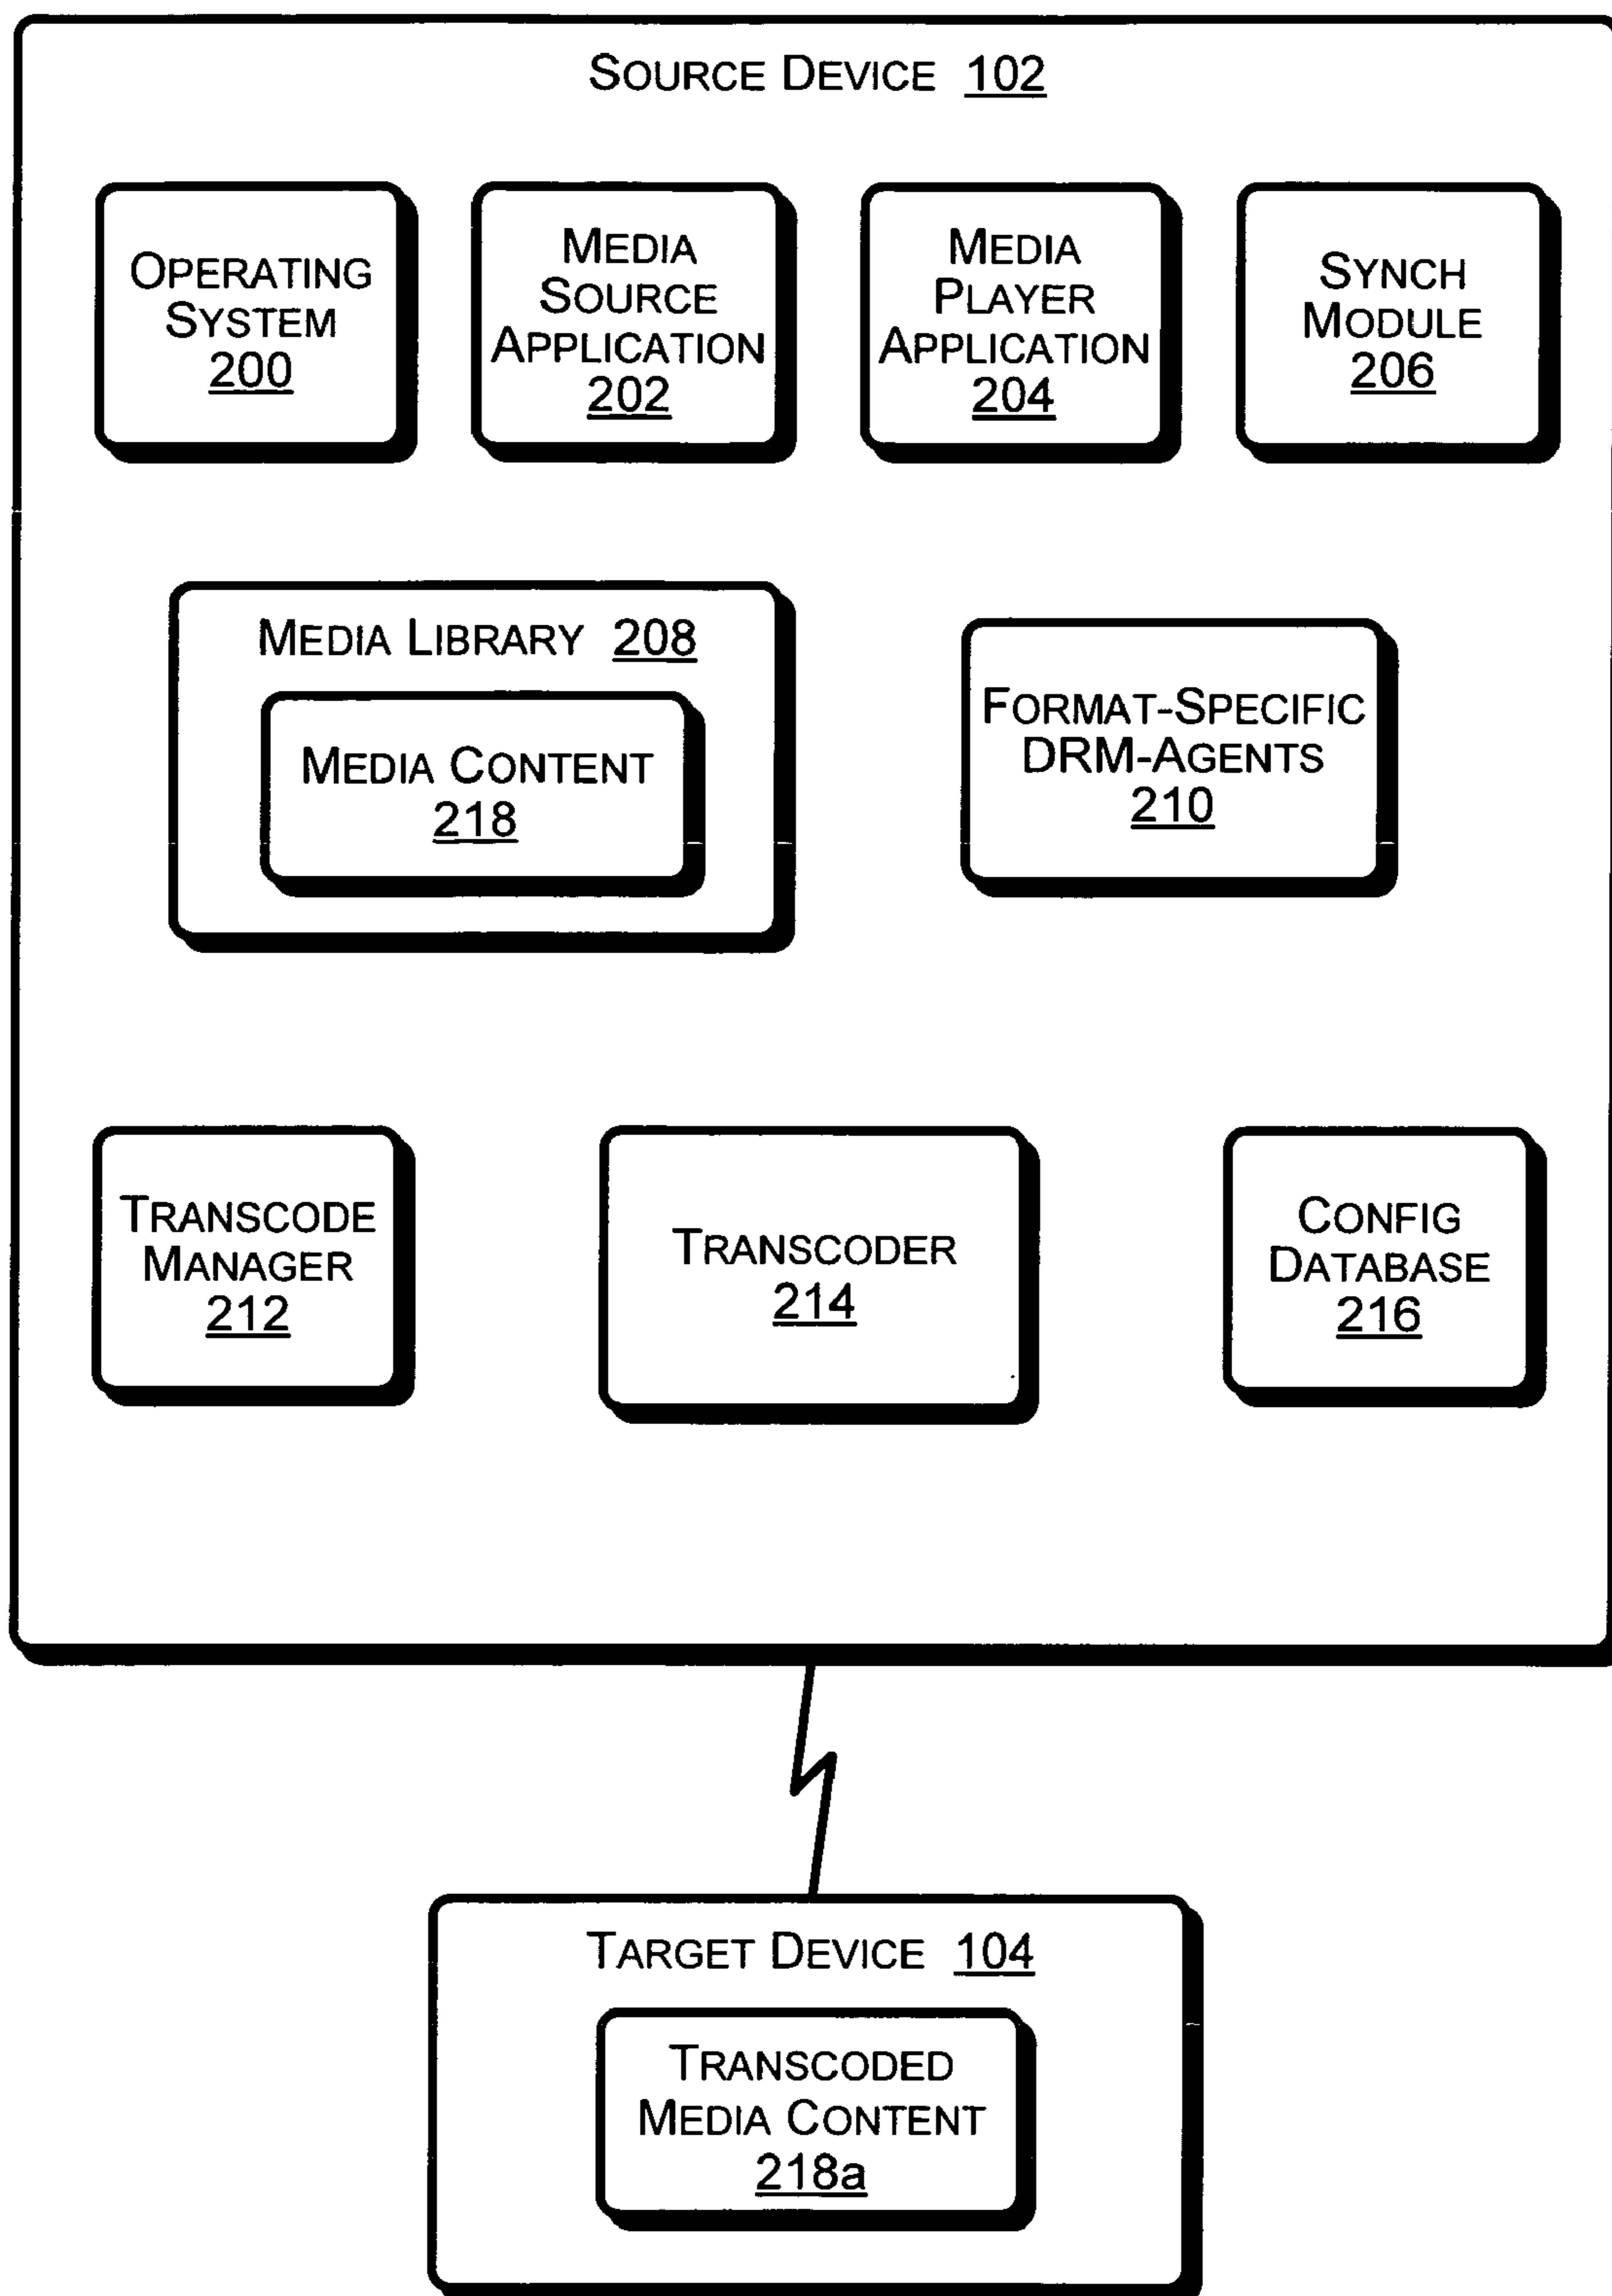 SOURCE DEVICE 102
OPERATING
SYSTEM
200
MEDIA
SOURCE
APPLICATION
202
MEDIA
PLAYER
APPLICATION
204
SYNCH
MODULE
206
MEDIA LIBRARY 208
MEDIA CONTENT
218
FORMAT-SPECIFIC
DRM-AGENTS
210
TRANSCODE
MANAGER
212
TRANSCODER
214
CONFIG
DATABASE
216
TARGET DEVICE 104
TRANSCODED
MEDIA CONTENT
218a